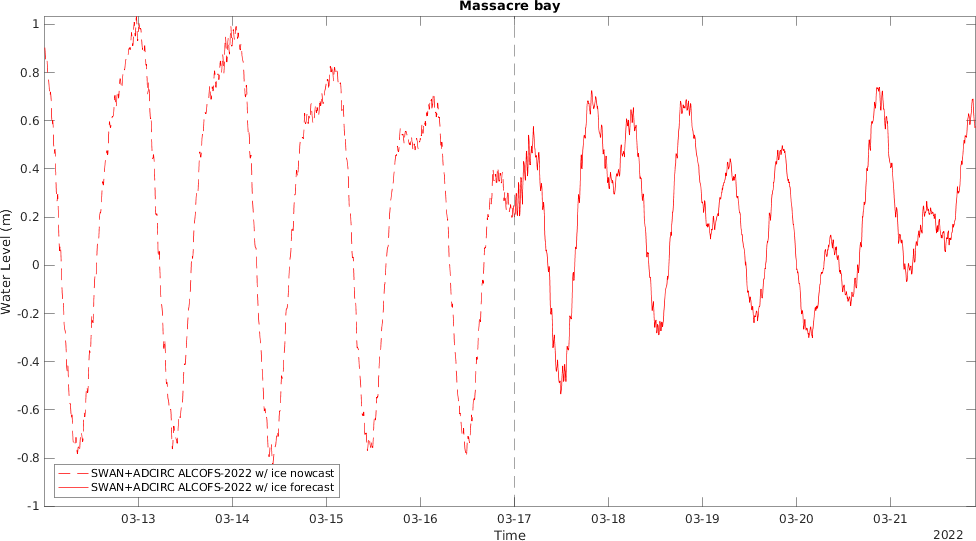 Massacre bay
1
0.8
0.6
0.4
0.2
0
-0.2
-0.4
-0.6
-0.8
-1
Water Level (m)
SWAN+ADCIRC ALCOFS-2022 w/ ice nowcast
SWAN+ADCIRC ALCOFS-2022 w/ ice forecast
03-13 03-14 03-15 03-16 03-17 03-18 03-19 03-20 03-21
Time
2022